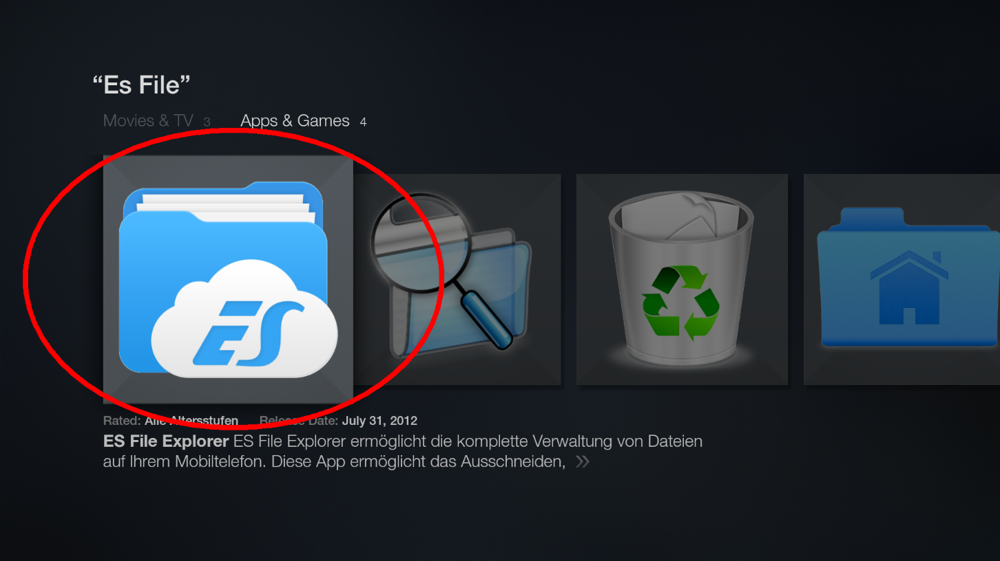 “Es File”
Movies & TV 3 Apps & Games 4
ES
Rated: Alle Altersstufen Release Date: July 31, 2012
ES File Explorer ES File Explorer ermöglicht die komplette Verwaltung von Dateien
auf Ihrem Mobiltelefon. Diese App ermöglicht das Ausschneiden, »